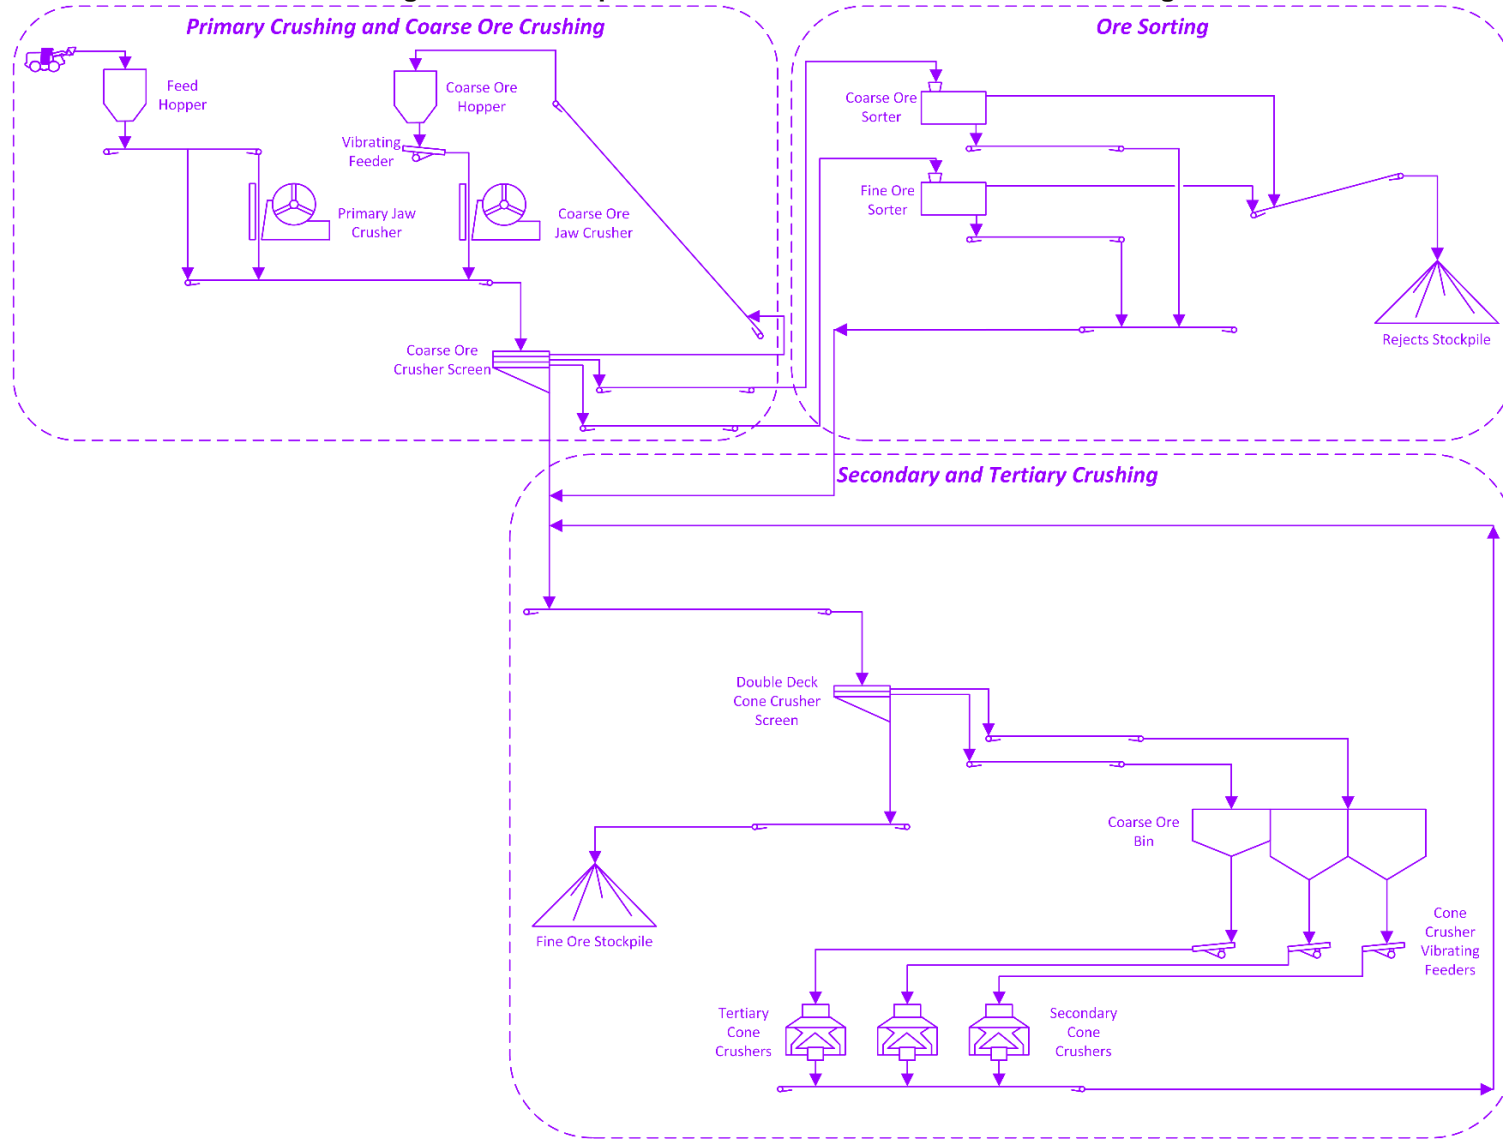 Primary Crushing and Coarse Ore Crushing
Ore Sorting
Feed
Hopper
Coarse Ore
Hopper
Vibrating
Feeder
Primary Jaw
Crusher
Coarse Ore
Jaw Crusher
Coarse Ore
Crusher Screen
Coarse Ore
Sorter
Fine Ore
Sorter
Rejects Stockpile
Secondary and Tertiary Crushing
Double Deck
Cone Crusher
Screen
Coarse Ore
Bin
Fine Ore Stockpile
Cone
Crusher
Vibrating
Feeders
Tertiary
Cone
Crushers
Secondary
Cone
Crushers